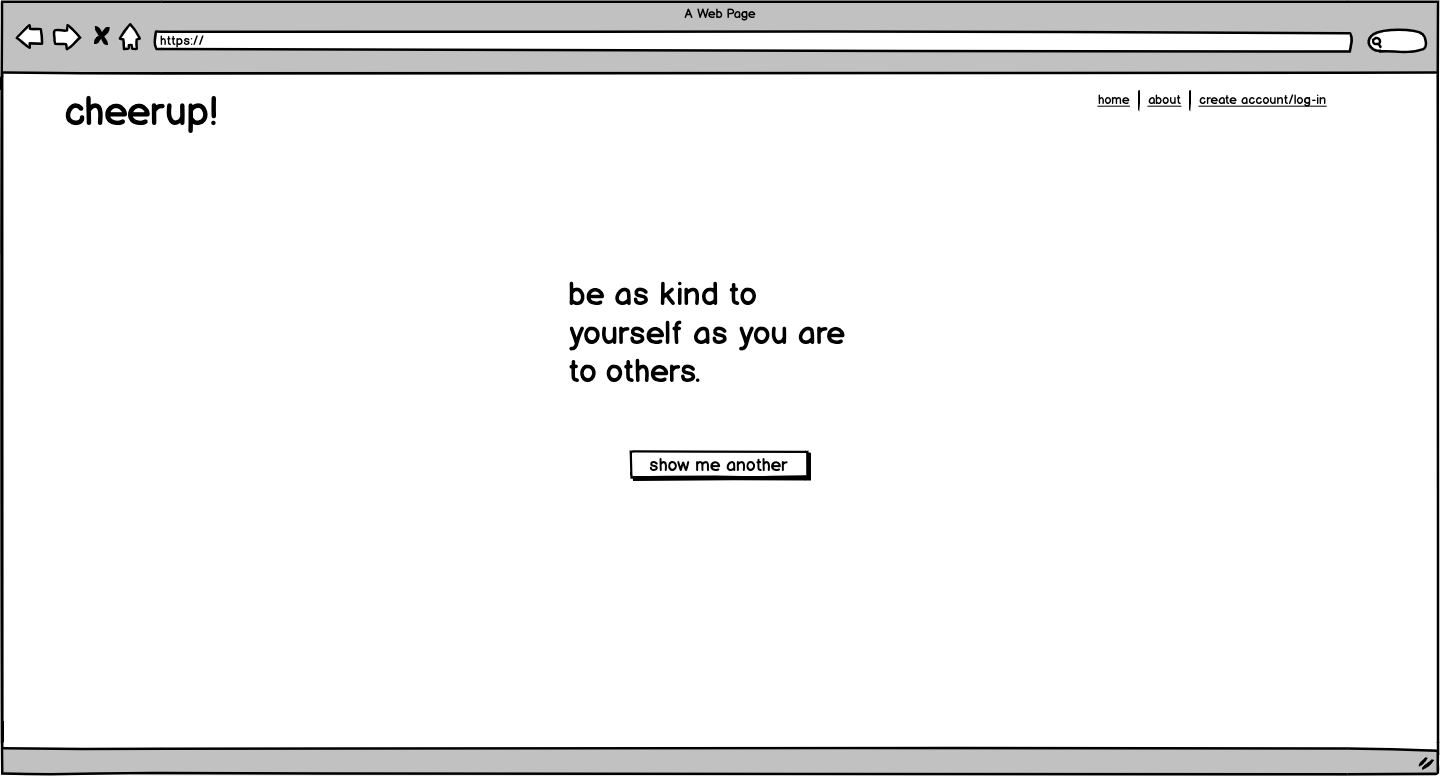 A Web Page
https://
cheerup!
home | about | create account/log-in
be as kind to
yourself as you are
to others.
show me another